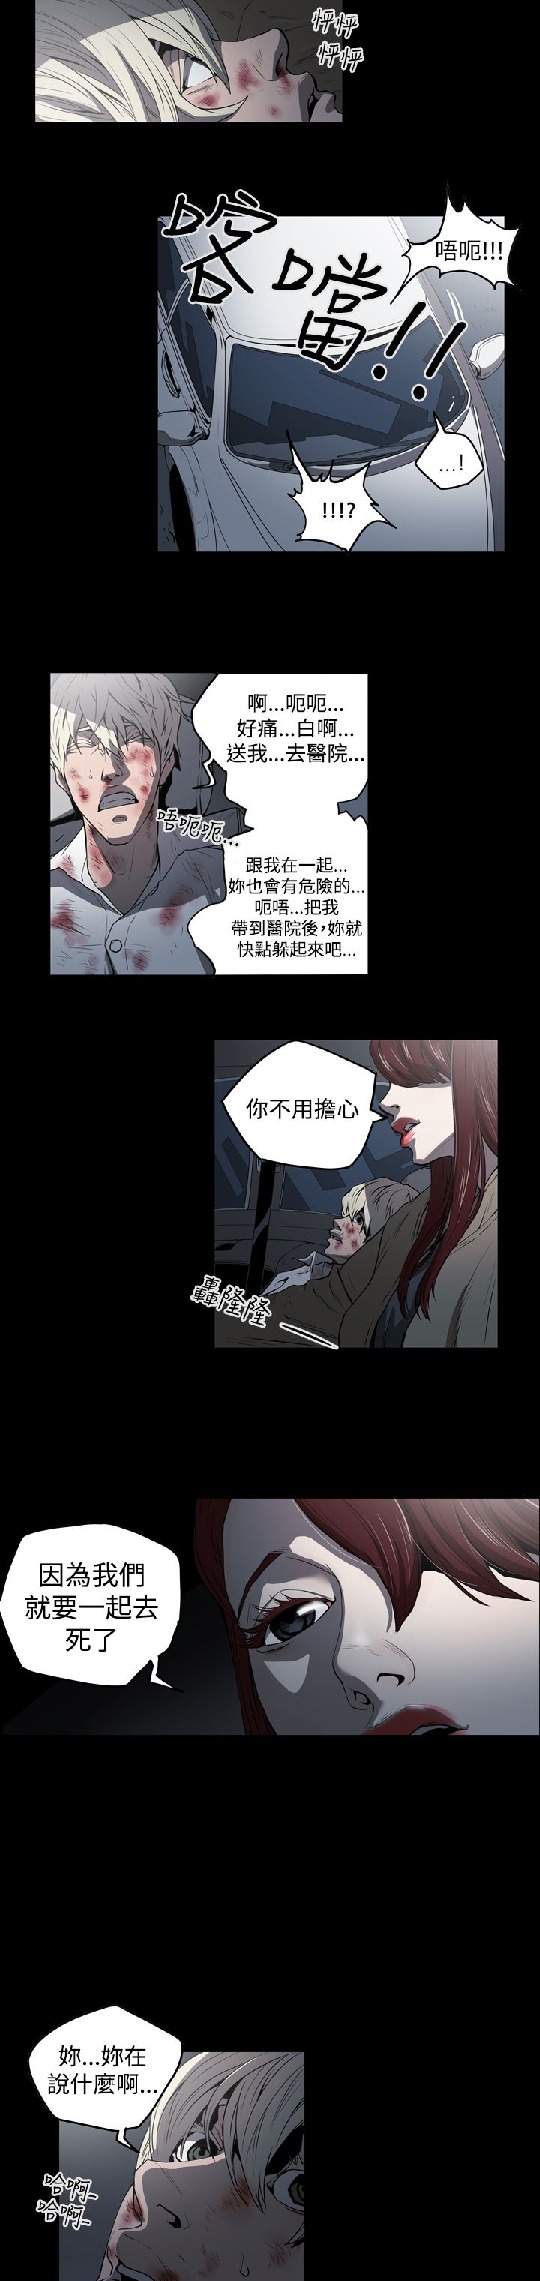 怦怦
怦怦
喀噹!!
唔呃!!!
...!
!!!?
啊...呃呃...
好痛...白啊...
送我...去醫院...
唔呃呃...
跟我在一起...
妳也會有危險的...
呃唔...把我
帶到醫院後,妳就
快點躲起來吧...
你不用擔心
轟隆隆
因為我們
就要一起去
死了
妳...妳在
說什麼啊...
哈啊~
哈啊~